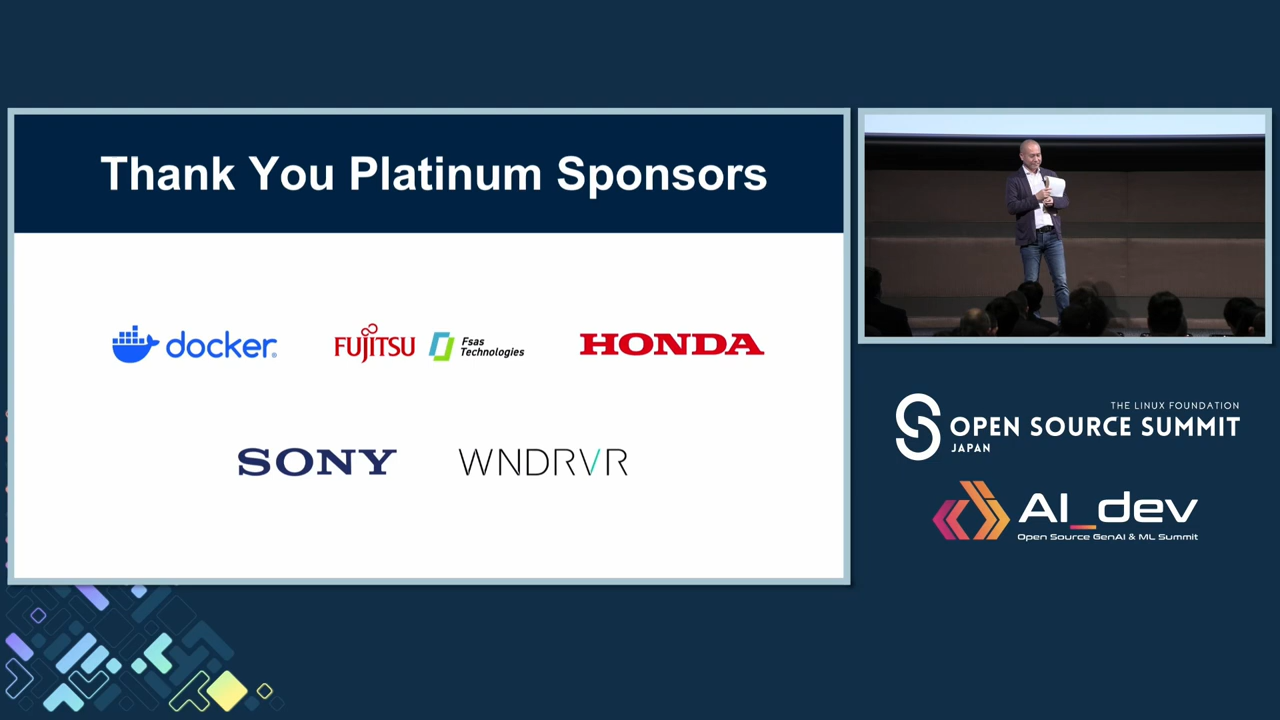 Thank You Platinum Sponsors
docker
FUJITSU
Fsas
Technologies
HONDA
SONY
WNDRVR
THE LINUX FOUNDATION
OPEN SOURCE SUMMIT
JAPAN
AI_dev
Open Source GenAI & ML Summit